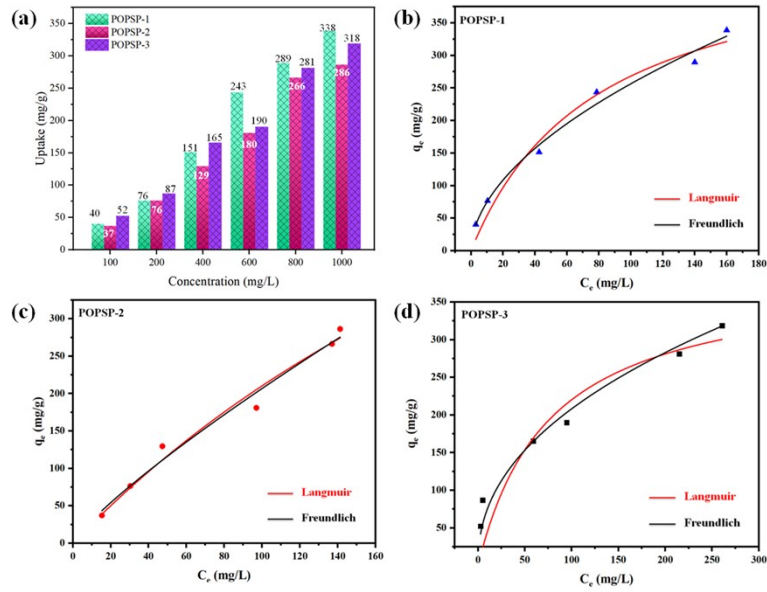 (a)
POPSP-1
POPSP-2
POPSP-3
Uptake (mg/g)
350
300
250
200
150
100
50
0
40
37
52
76
76
87
151
129
165
243
180
190
289
266
281
338
286
318
100 200 400 600 800 1000
Concentration (mg/L)
(b)
POPSP-1
qe (mg/g)
400
350
300
250
200
150
100
50
0
Langmuir
Freundlich
0 20 40 60 80 100 120 140 160 180
Ce (mg/L)
(c)
POPSP-2
qe (mg/g)
300
250
200
150
100
50
0
Langmuir
Freundlich
0 20 40 60 80 100 120 140 160
Ce (mg/L)
(d)
POPSP-3
qe (mg/g)
350
300
250
200
150
100
50
Langmuir
Freundlich
0 50 100 150 200 250 300
Ce (mg/L)